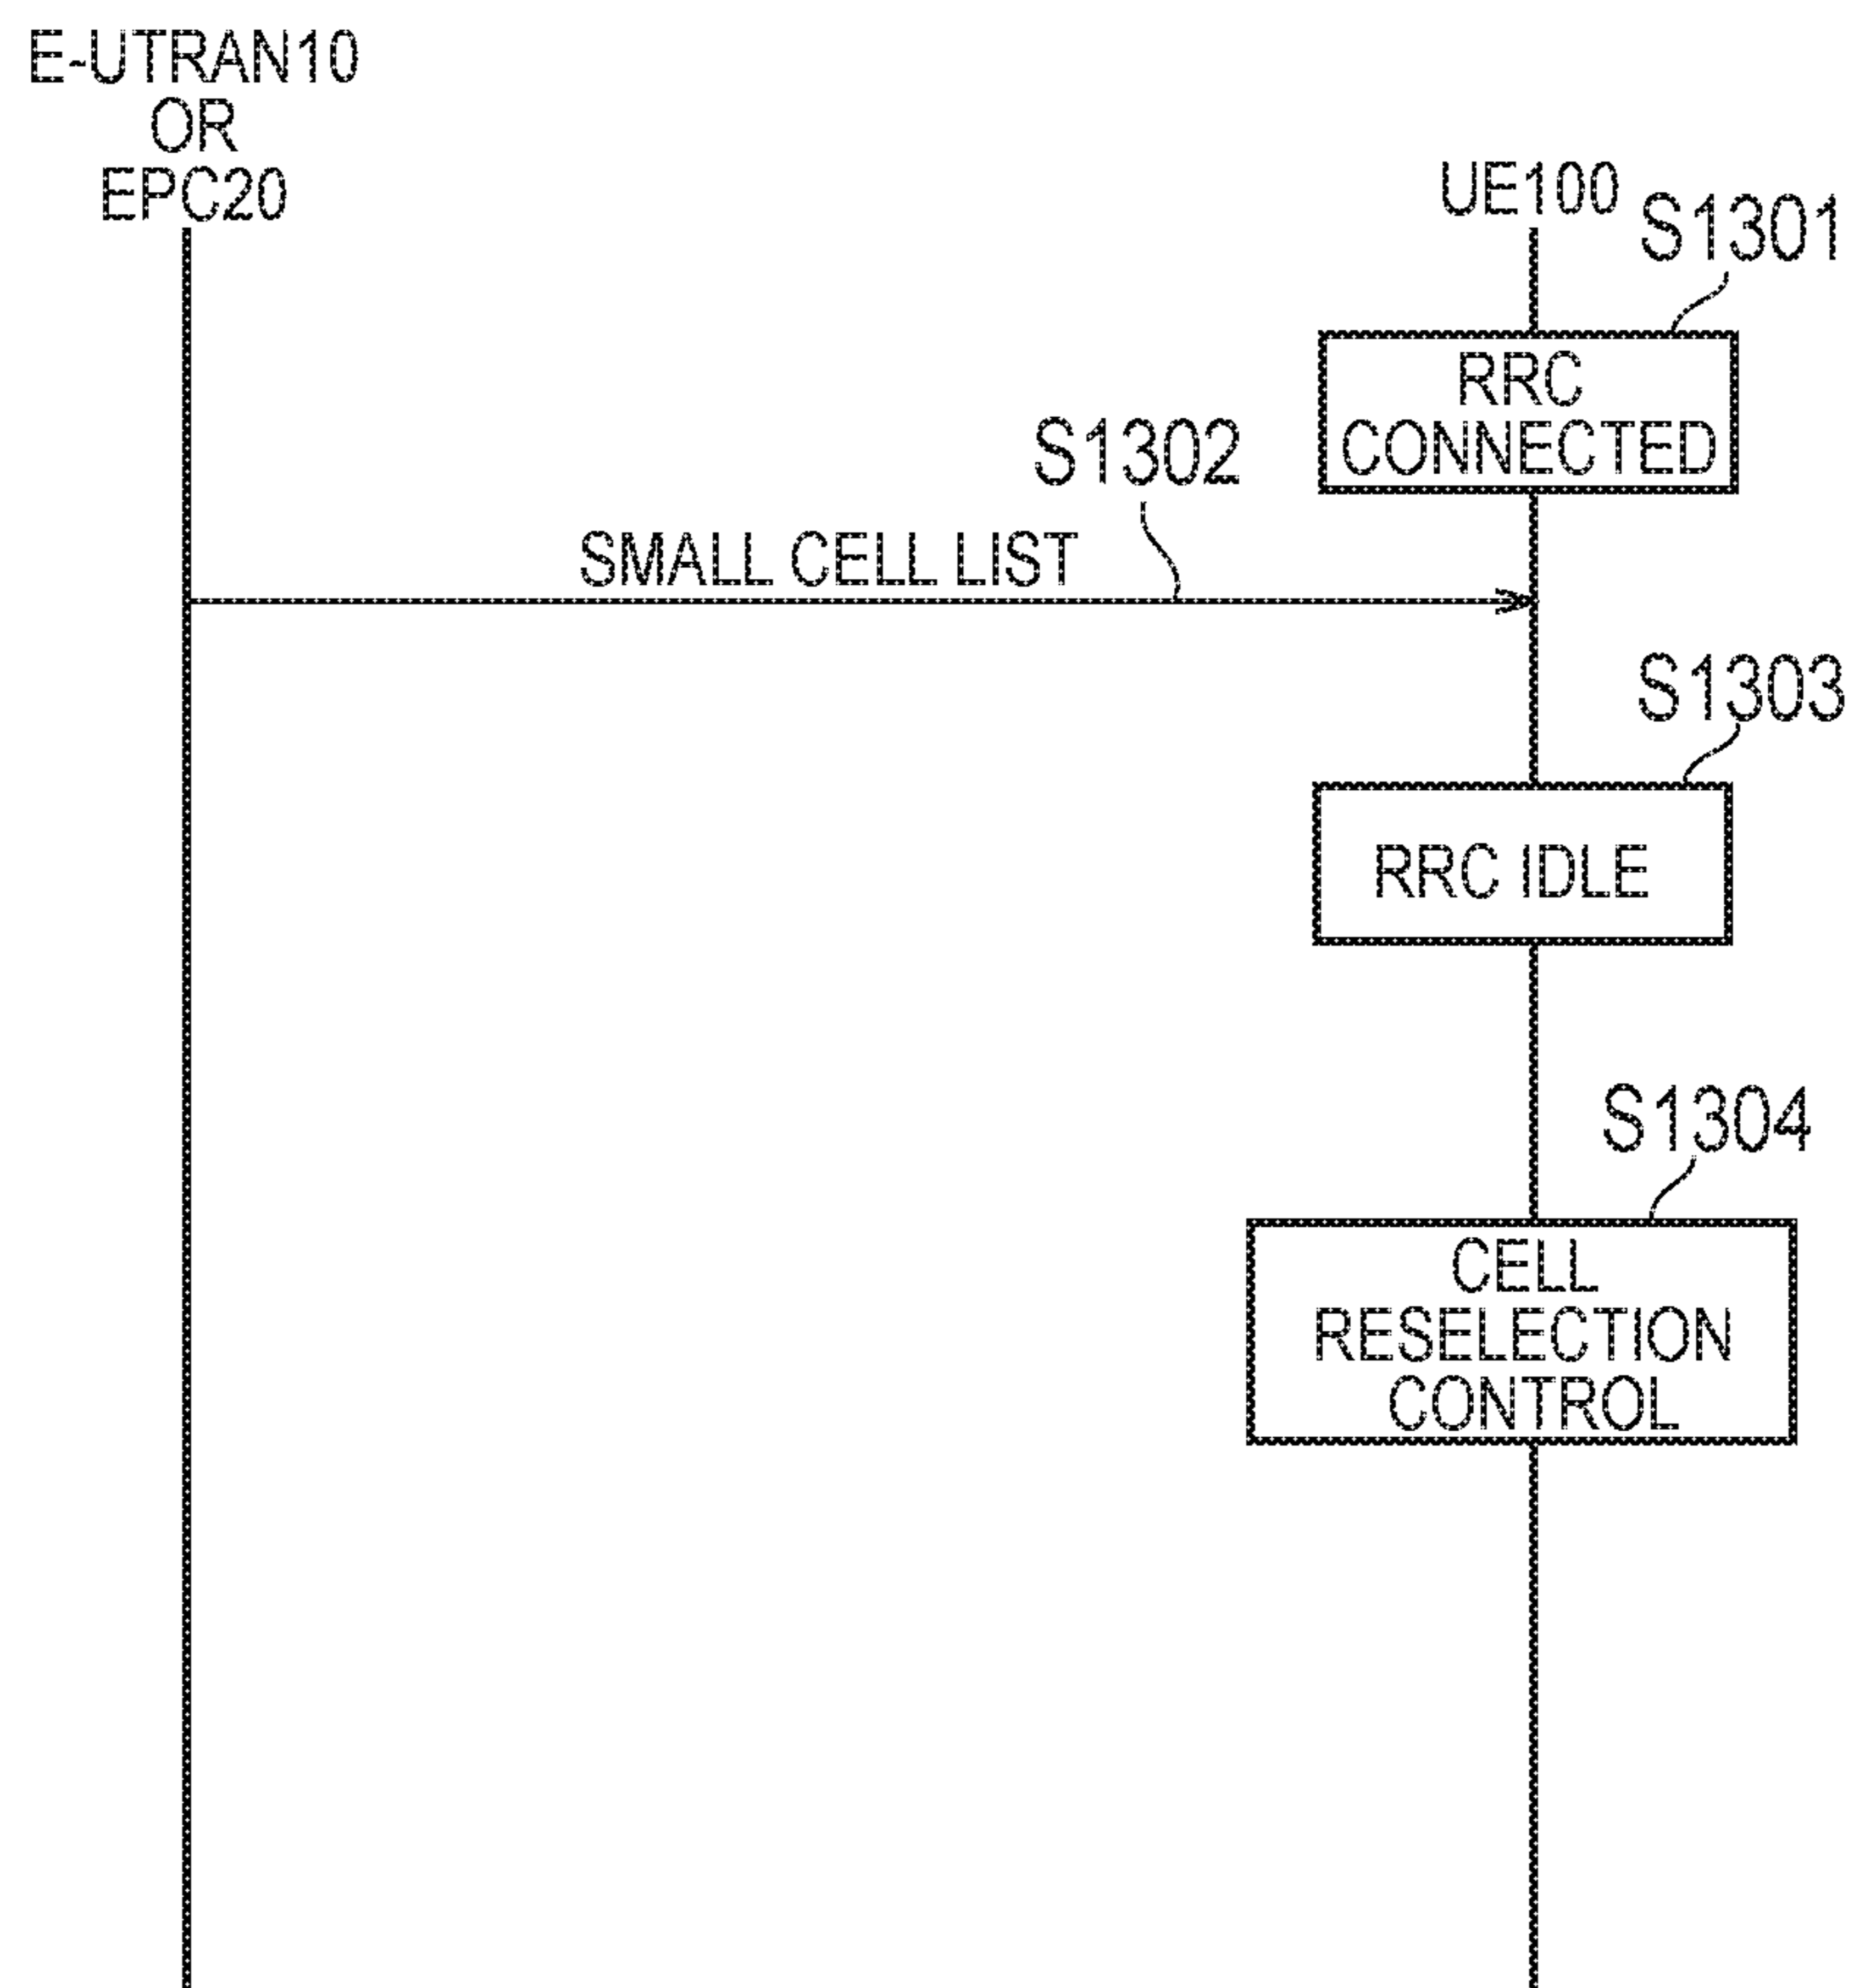 E-UTRAN10
OR
EPC20
UE100
S1301
RRC
CONNECTED
S1302
SMALL CELL LIST
S1303
RRC IDLE
S1304
CELL
RESELECTION
CONTROL